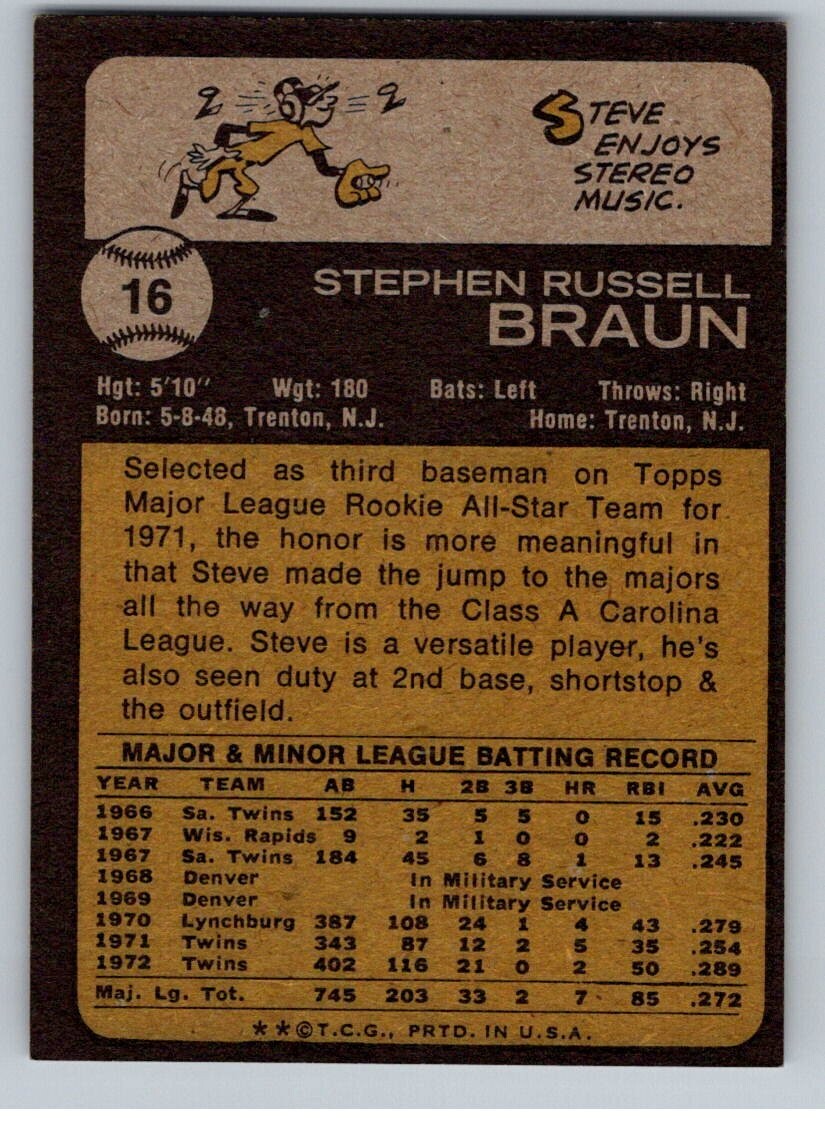 STEVE
ENJOYS
STEREO
MUSIC.
16
STEPHEN RUSSELL
BRAUN
Hgt: 5'10" Wgt: 180 Bats: Left Throws: Right
Born: 5-8-48, Trenton, N.J. Home: Trenton, N.J.
Selected as third baseman on Topps
Major League Rookie All-Star Team for
1971, the honor is more meaningful in
that Steve made the jump to the majors
all the way from the Class A Carolina
League. Steve is a versatile player, he's
also seen duty at 2nd base, shortstop &
the outfield.
MAJOR & MINOR LEAGUE BATTING RECORD
YEAR TEAM AB H 2B 3B HR RBI AVG
1966 Sa. Twins 152 35 5 5 0 15 .230
1967 Wis. Rapids 9 2 1 0 0 2 .222
1967 Sa. Twins 184 45 6 8 1 13 .245
1968 Denver In Military Service
1969 Denver In Military Service
1970 Lynchburg 387 108 24 1 4 43 .279
1971 Twins 343 87 12 2 5 35 .254
1972 Twins 402 116 21 0 2 50 .289
Maj. Lg. Tot. 745 203 33 2 7 85 .272
**©T.C.G., PRTD. IN U.S.A.